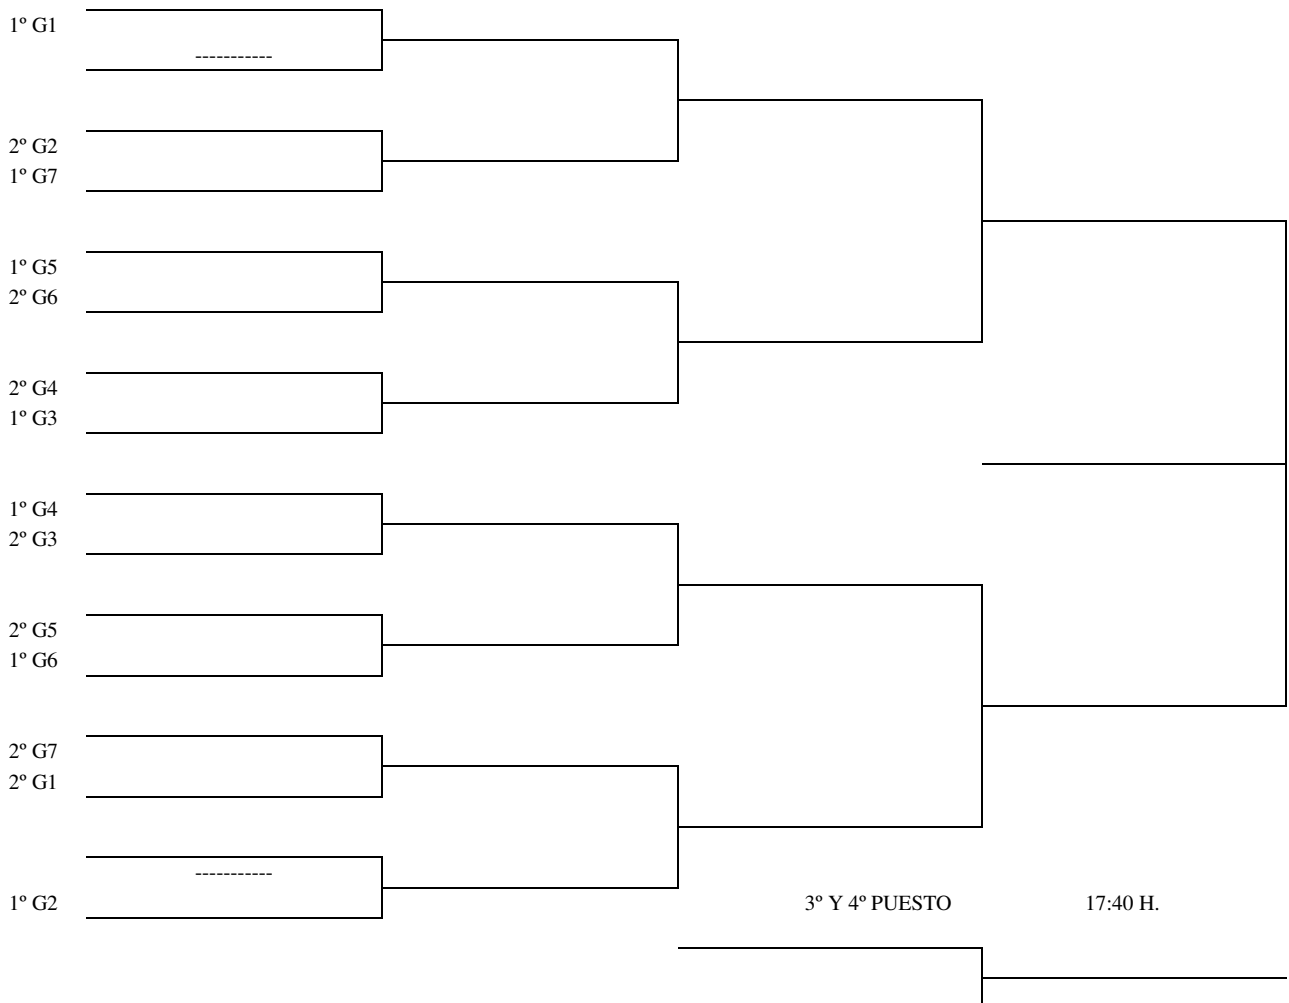 1º G1
-----------
2º G2
1º G7
1º G5
2º G6
2º G4
1º G3
1º G4
2º G3
2º G5
1º G6
2º G7
2º G1
-----------
1º G2
3º Y 4º PUESTO 17:40 H.